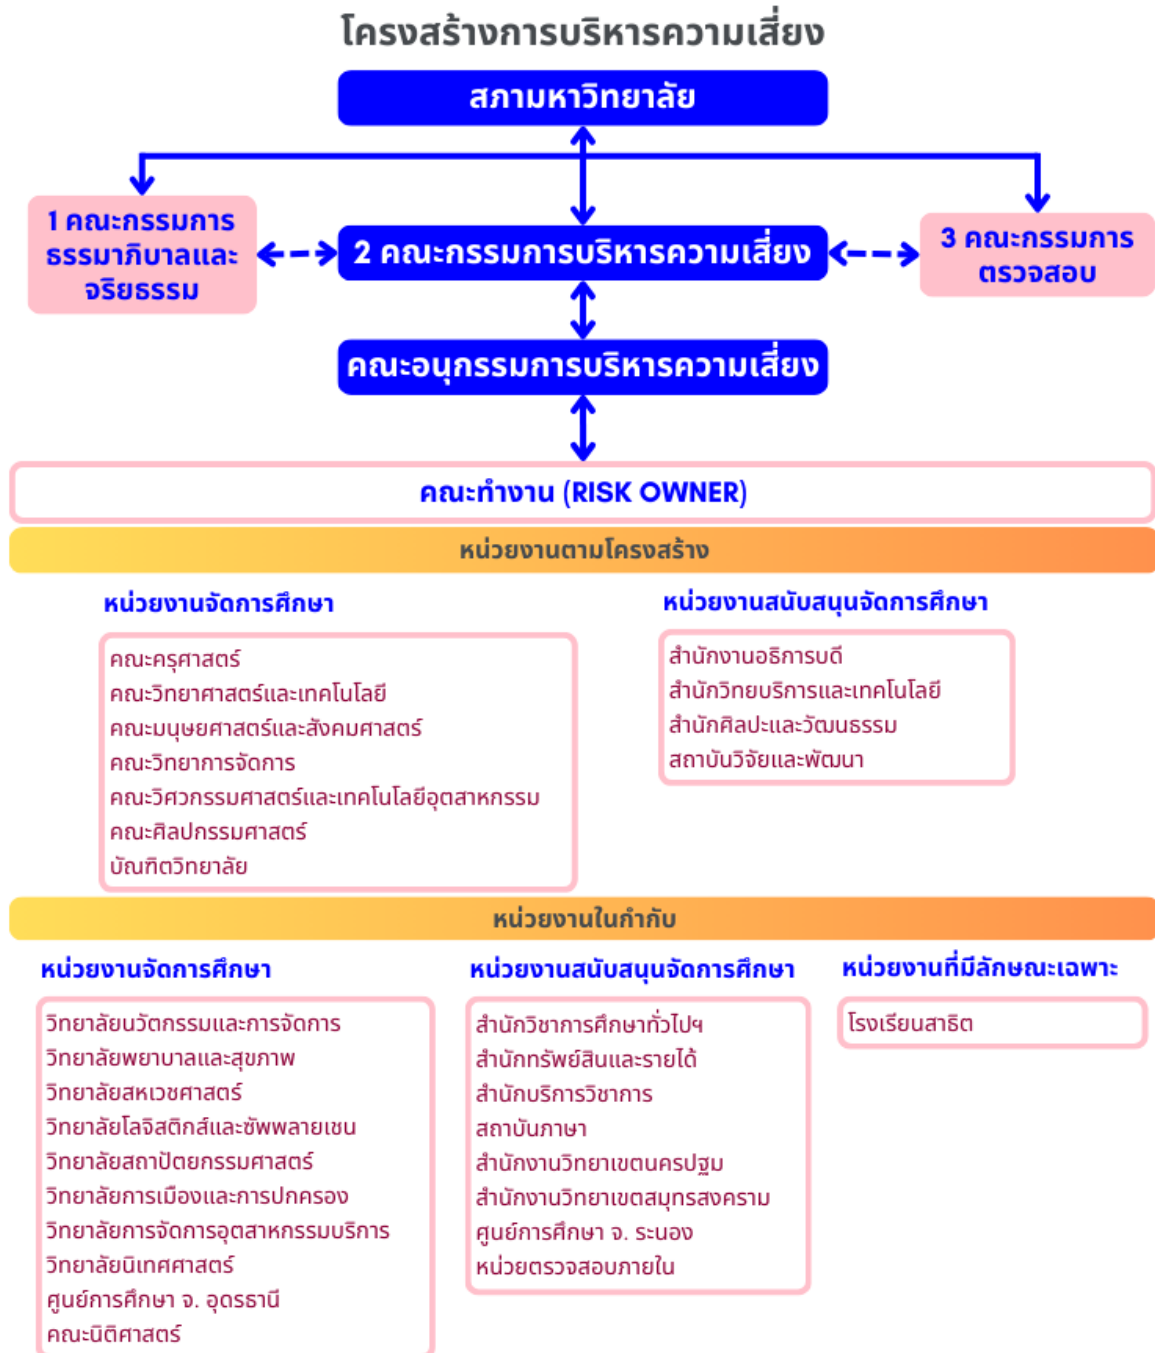 โครงสร้างการบริหารความเสี่ยง
สภามหาวิทยาลัย
1 คณะกรรมการ
ธรรมาภิบาลและ
จริยธรรม
2 คณะกรรมการบริหารความเสี่ยง
3 คณะกรรมการ
ตรวจสอบ
คณะอนุกรรมการบริหารความเสี่ยง
คณะทำงาน (RISK OWNER)
หน่วยงานตามโครงสร้าง
หน่วยงานจัดการศึกษา
คณะครุศาสตร์
คณะวิทยาศาสตร์และเทคโนโลยี
คณะมนุษยศาสตร์และสังคมศาสตร์
คณะวิทยาการจัดการ
คณะวิศวกรรมศาสตร์และเทคโนโลยีอุตสาหกรรม
คณะศิลปกรรมศาสตร์
บัณฑิตวิทยาลัย
หน่วยงานสนับสนุนจัดการศึกษา
สำนักงานอธิการบดี
สำนักวิทยบริการและเทคโนโลยี
สำนักศิลปะและวัฒนธรรม
สถาบันวิจัยและพัฒนา
หน่วยงานในกำกับ
หน่วยงานจัดการศึกษา
วิทยาลัยนวัตกรรมและการจัดการ
วิทยาลัยพยาบาลและสุขภาพ
วิทยาลัยสหเวชศาสตร์
วิทยาลัยโลจิสติกส์และซัพพลายเชน
วิทยาลัยสถาปัตยกรรมศาสตร์
วิทยาลัยการเมืองและการปกครอง
วิทยาลัยการจัดการอุตสาหกรรมบริการ
วิทยาลัยนิเทศศาสตร์
ศูนย์การศึกษา จ. อุดรธานี
คณะนิติศาสตร์
หน่วยงานสนับสนุนจัดการศึกษา
สำนักวิชาการศึกษาทั่วไปฯ
สำนักทรัพย์สินและรายได้
สำนักบริการวิชาการ
สถาบันภาษา
สำนักงานวิทยาเขตนครปฐม
สำนักงานวิทยาเขตสมุทรสงคราม
ศูนย์การศึกษา จ. ระนอง
หน่วยตรวจสอบภายใน
หน่วยงานที่มีลักษณะเฉพาะ
โรงเรียนสาธิต